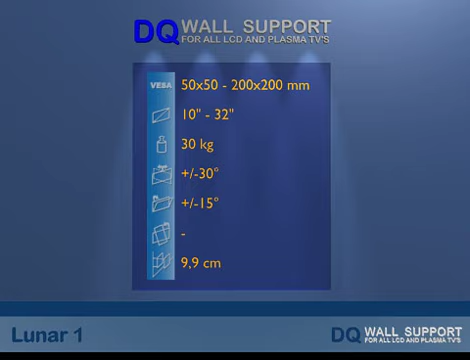 DQ WALL SUPPORT
FOR ALL LCD AND PLASMA TV'S
VESA 50x50 - 200x200 mm
10" - 32"
30 kg
+/-30°
+/-15°
-
9,9 cm
Lunar 1
DQ WALL SUPPORT
FOR ALL LCD AND PLASMA TV'S